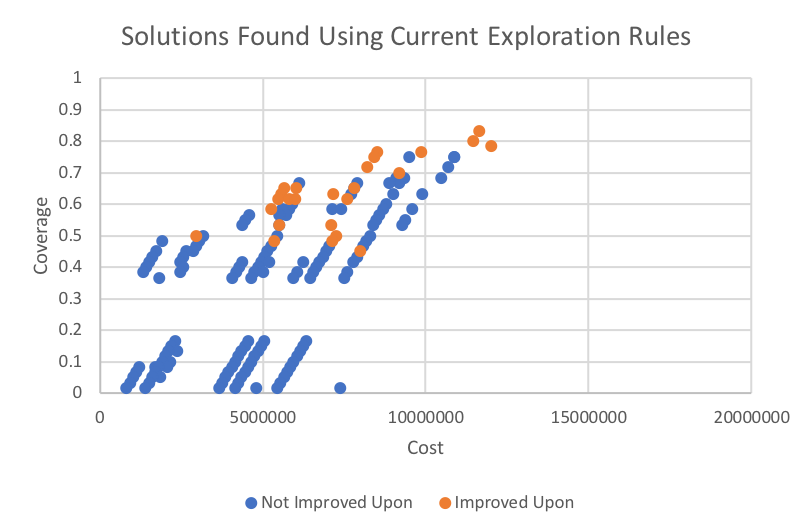 Solutions Found Using Current Exploration Rules
1
0.9
0.8
0.7
0.6
0.5
0.4
0.3
0.2
0.1
0
Coverage
0 5000000 10000000 15000000 20000000
Cost
Not Improved Upon Improved Upon